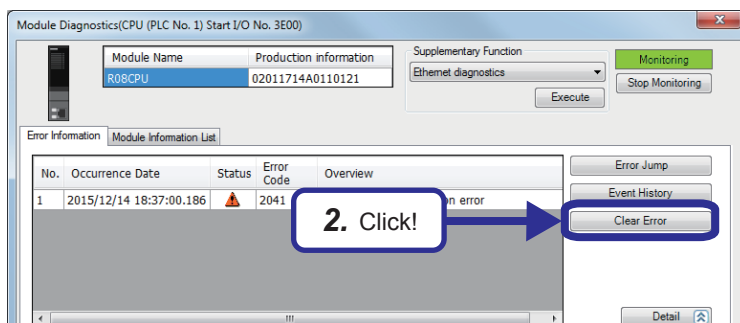 Module Diagnostics(CPU (PLC No. 1) Start I/O No. 3E00)
Module Name Production information
R08CPU 02011714A0110121
Supplementary Function
Ethernet diagnostics
Execute
Monitoring
Stop Monitoring
Error Information Module Information List
No. Occurrence Date Status Error Code Overview
1 2015/12/14 18:37:00.186 2041 error
Error Jump
Event History
Clear Error
2. Click!
Detail